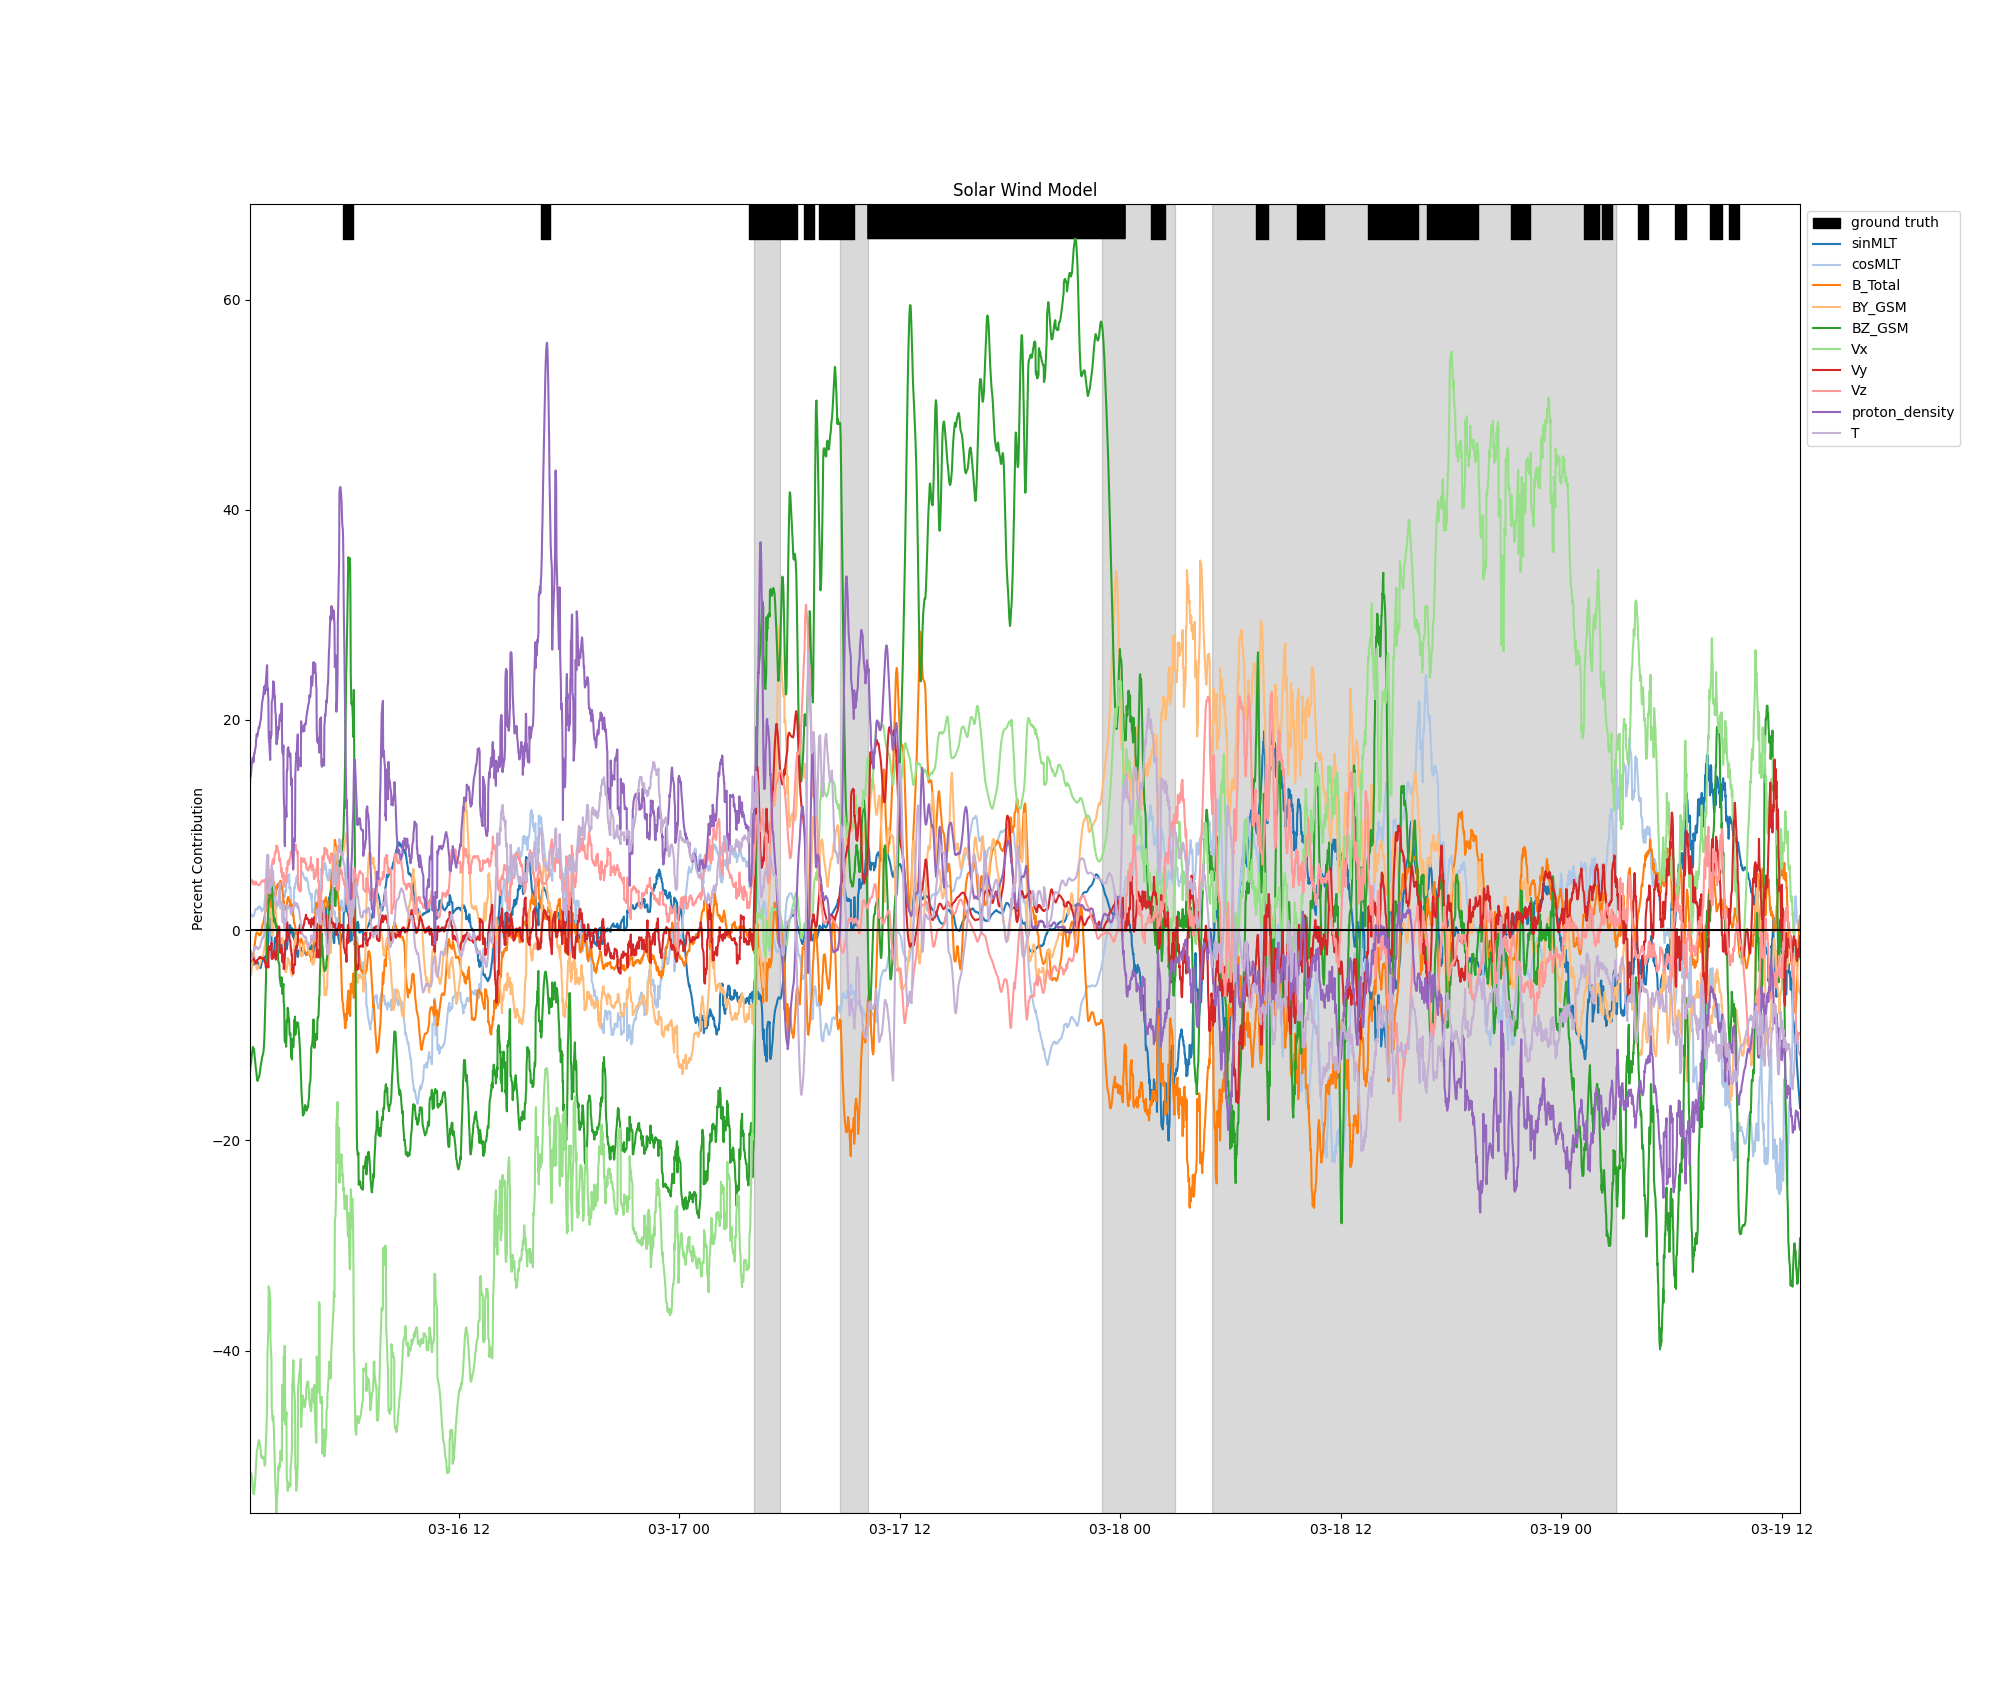 Solar Wind Model
ground truth
sinMLT
cosMLT
B_Total
BY_GSM
BZ_GSM
Vx
Vy
Vz
proton_density
T
Percent Contribution
60
40
20
0
−20
−40
03-16 12
03-17 00
03-17 12
03-18 00
03-18 12
03-19 00
03-19 12